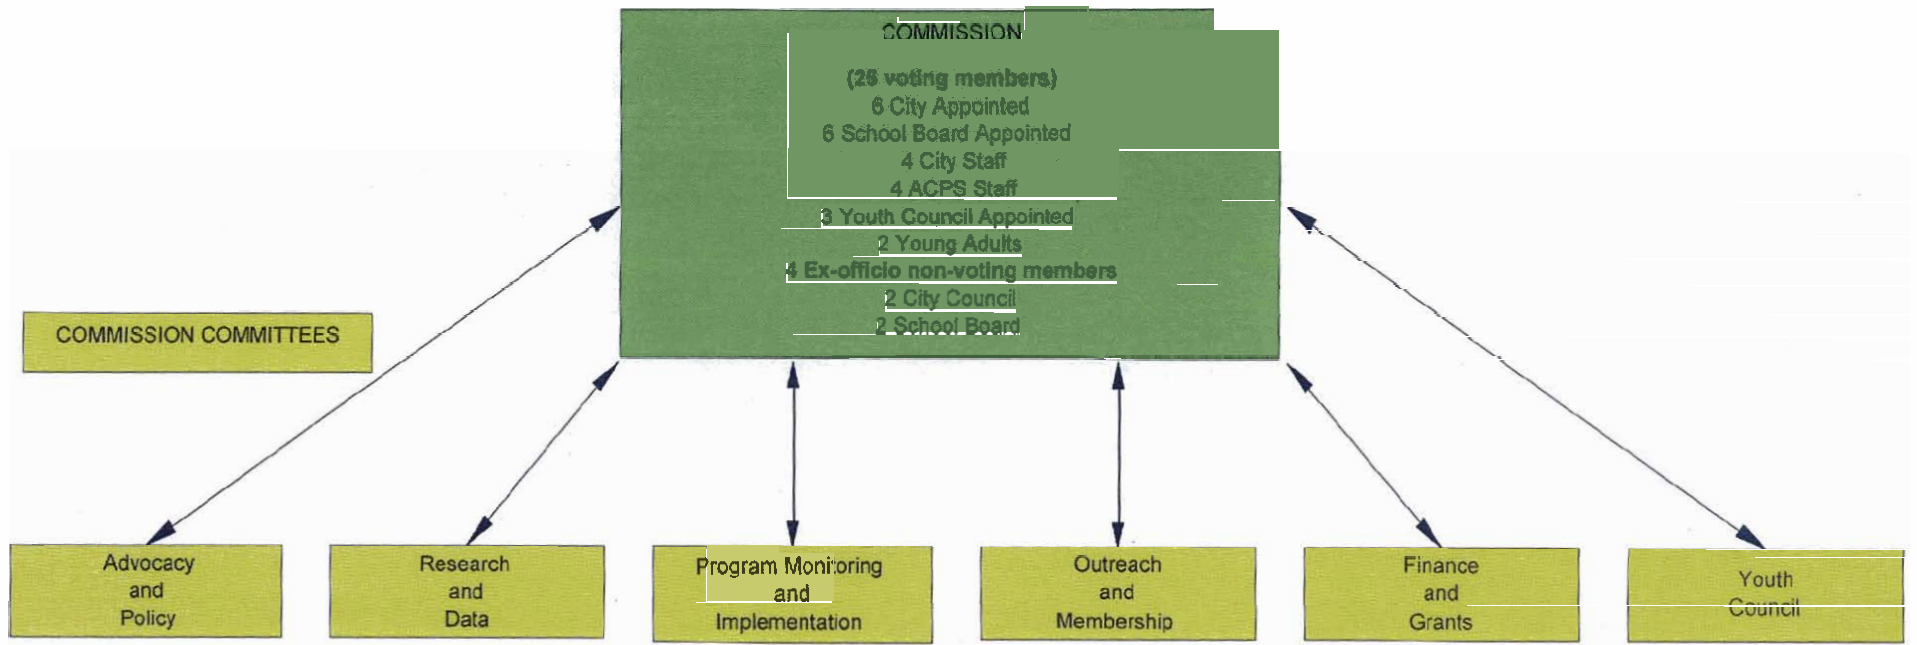 COMMISSION
(25 voting members)
6 City Appointed
6 School Board Appointed
4 City Staff
4 ACPS Staff
3 Youth Council Appointed
2 Young Adults
4 Ex-officio non-voting members
2 City Council
2 School Board
COMMISSION COMMITTEES
Advocacy
and
Policy
Research
and
Data
Program Monitoring
and
Implementation
Outreach
and
Membership
Finance
and
Grants
Youth
Council